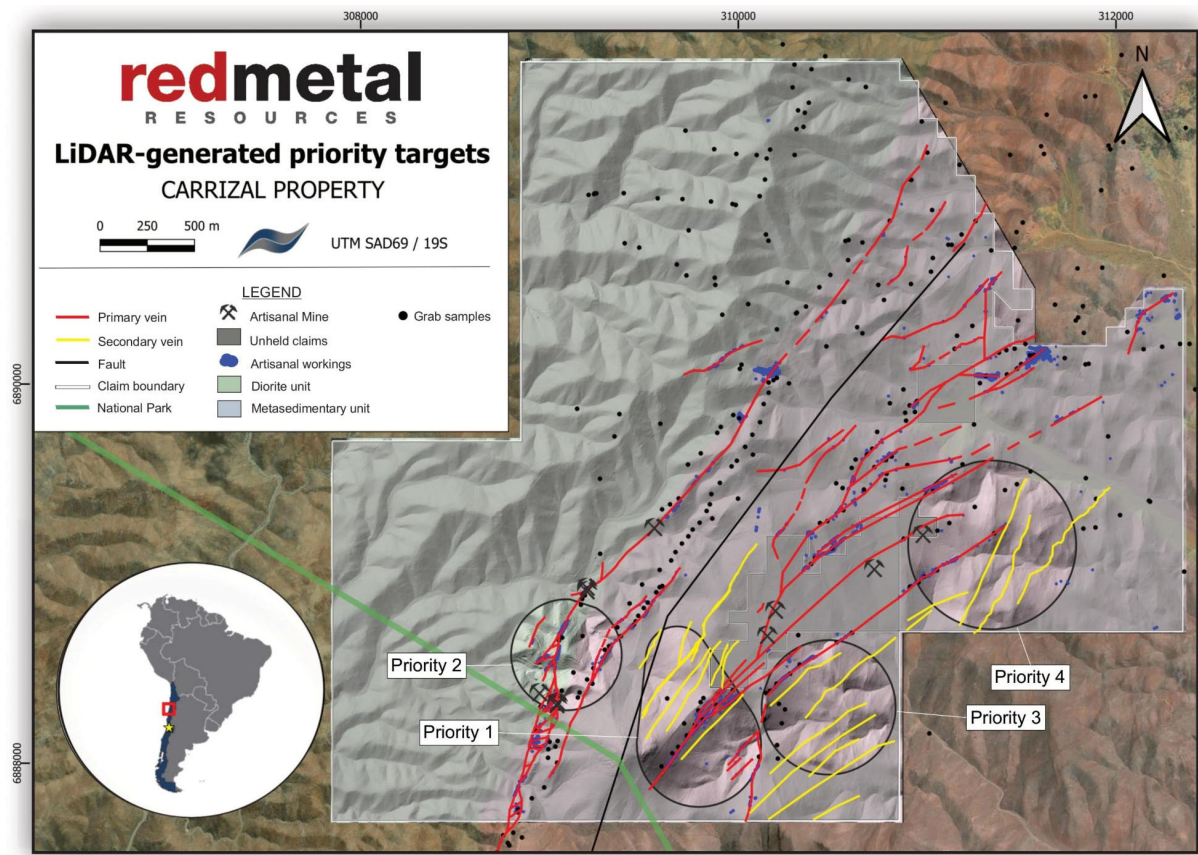 308000
310000
312000
redmetal
RESOURCES
LiDAR-generated priority targets
CARRIZAL PROPERTY
0 250 500 m
UTM SAD69 / 19S
N
LEGEND
Primary vein
Secondary vein
Fault
Claim boundary
National Park
Artisanal Mine
Unheld claims
Artisanal workings
Diorite unit
Metasedimentary unit
Grab samples
6890000
6888000
Priority 2
Priority 1
Priority 4
Priority 3